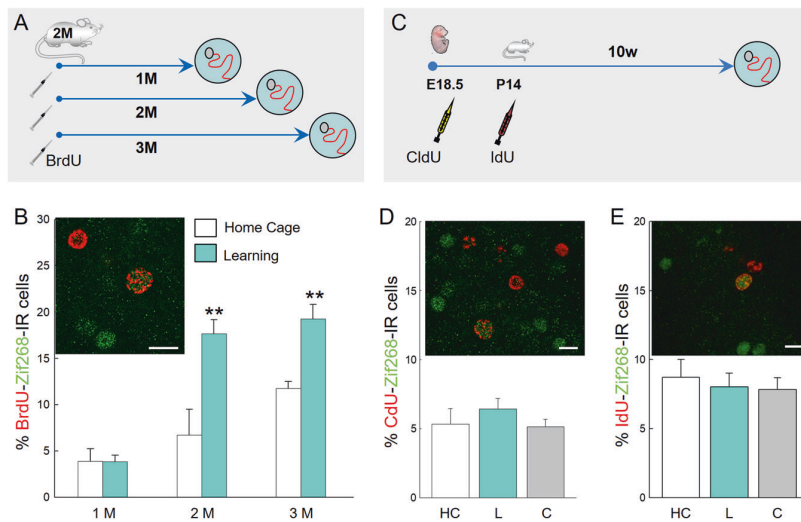 A
2M
1M
2M
3M
BrdU
C
10w
E18.5
P14
CldU
IdU
B
% BrdU-Zif268-IR cells
30
25
20
15
10
5
0
Home Cage
Learning
**
**
1 M
2 M
3 M
D
% CdU-Zif268-IR cells
20
15
10
5
0
HC
L
C
E
% IdU-Zif268-IR cells
20
15
10
5
0
HC
L
C